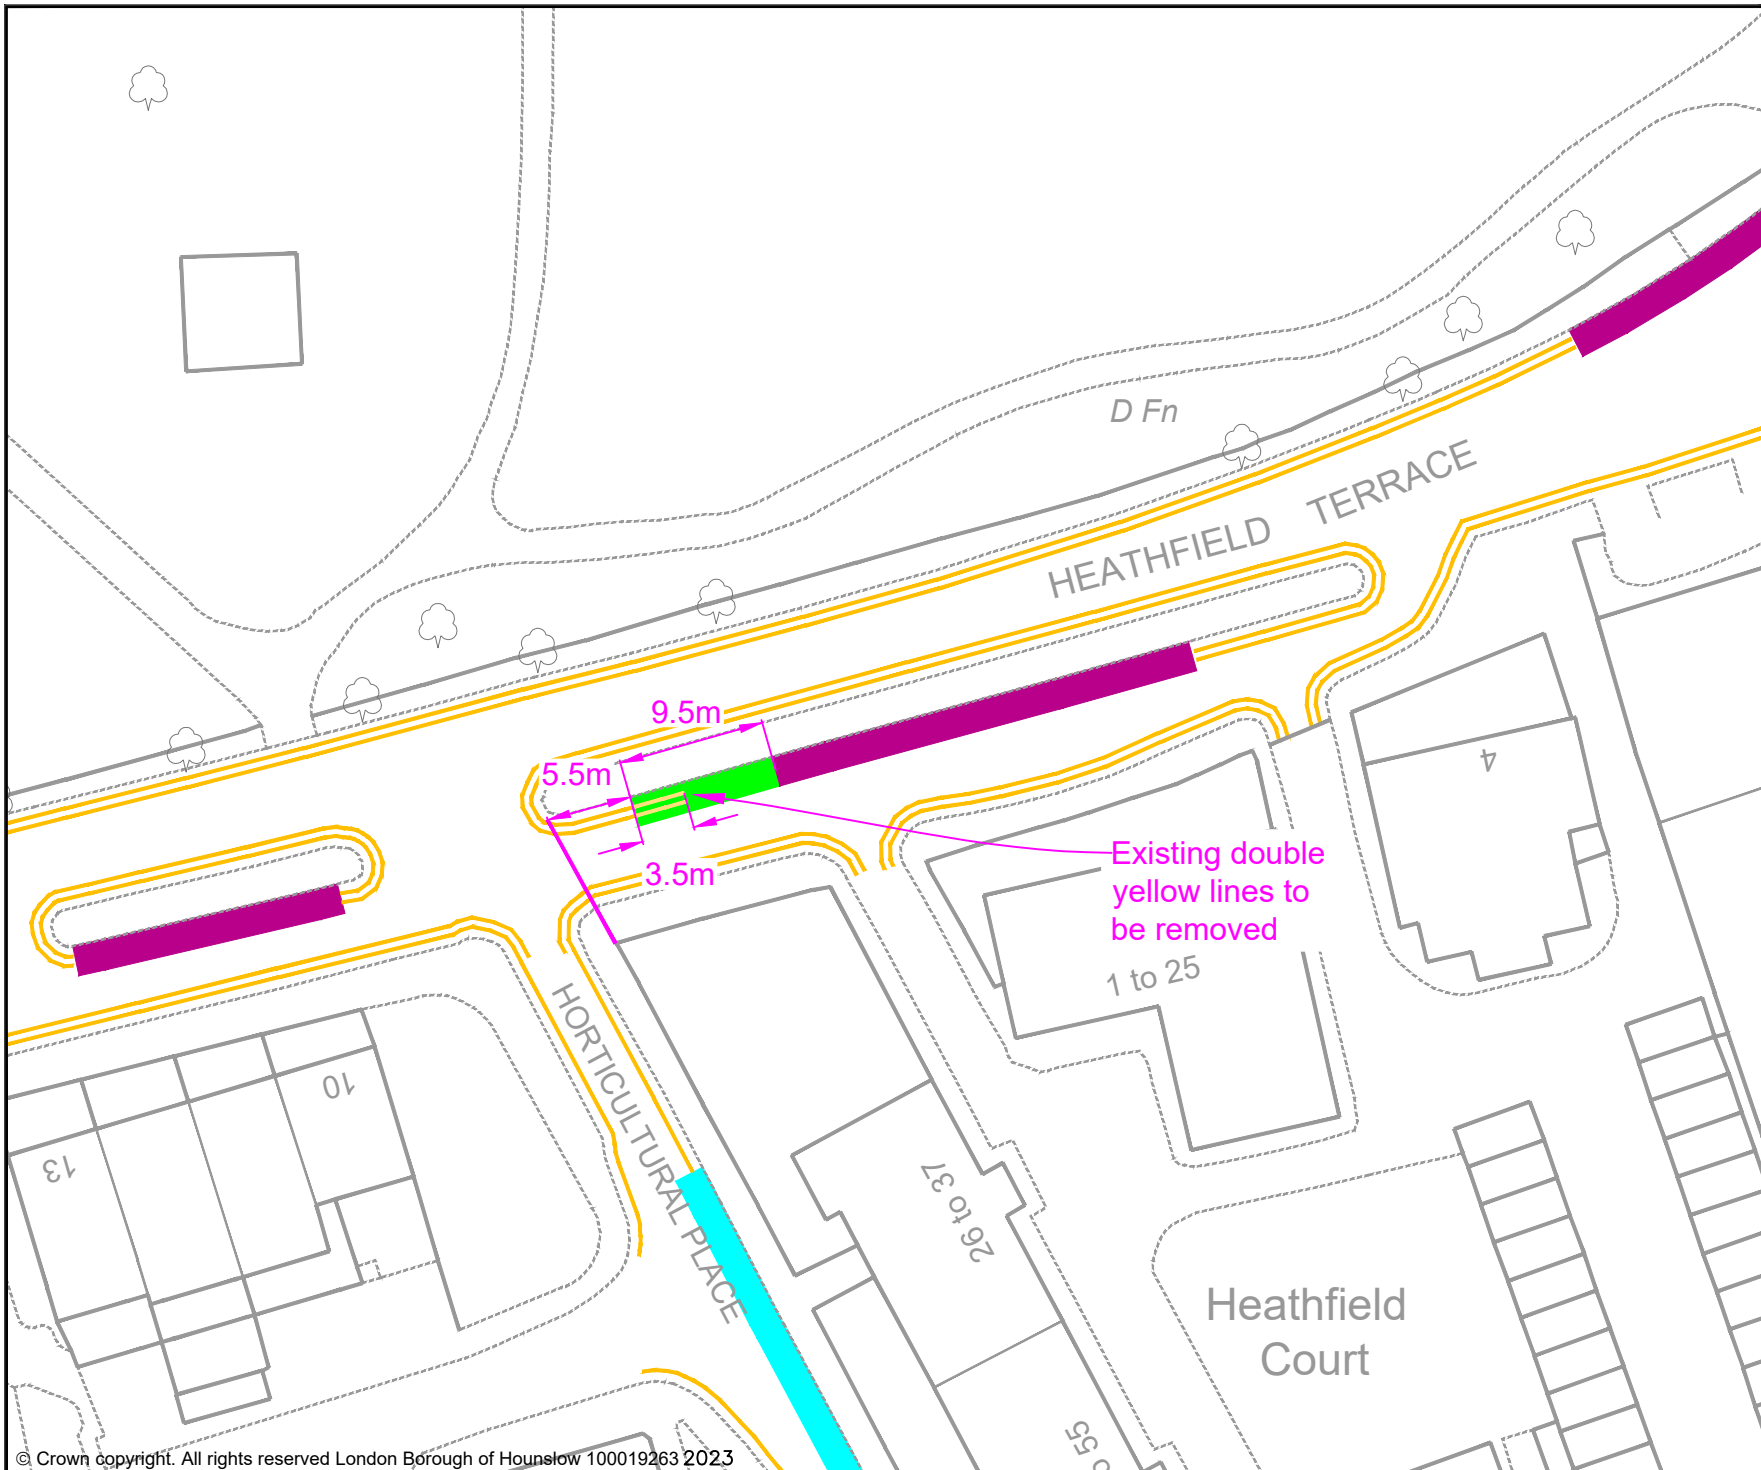 D Fn
HEATHFIELD TERRACE
9.5m
5.5m
3.5m
Existing double
yellow lines to
be removed
4
1 to 25
HORTICULTURAL PLACE
10
13
26 to 37
55
Heathfield
Court
© Crown copyright. All rights reserved London Borough of Hounslow 100019263 2023